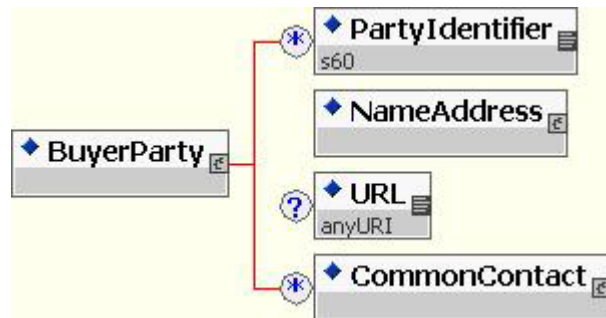 PartyIdentifier
s60
NameAddress
BuyerParty
?
URL
anyURI
CommonContact